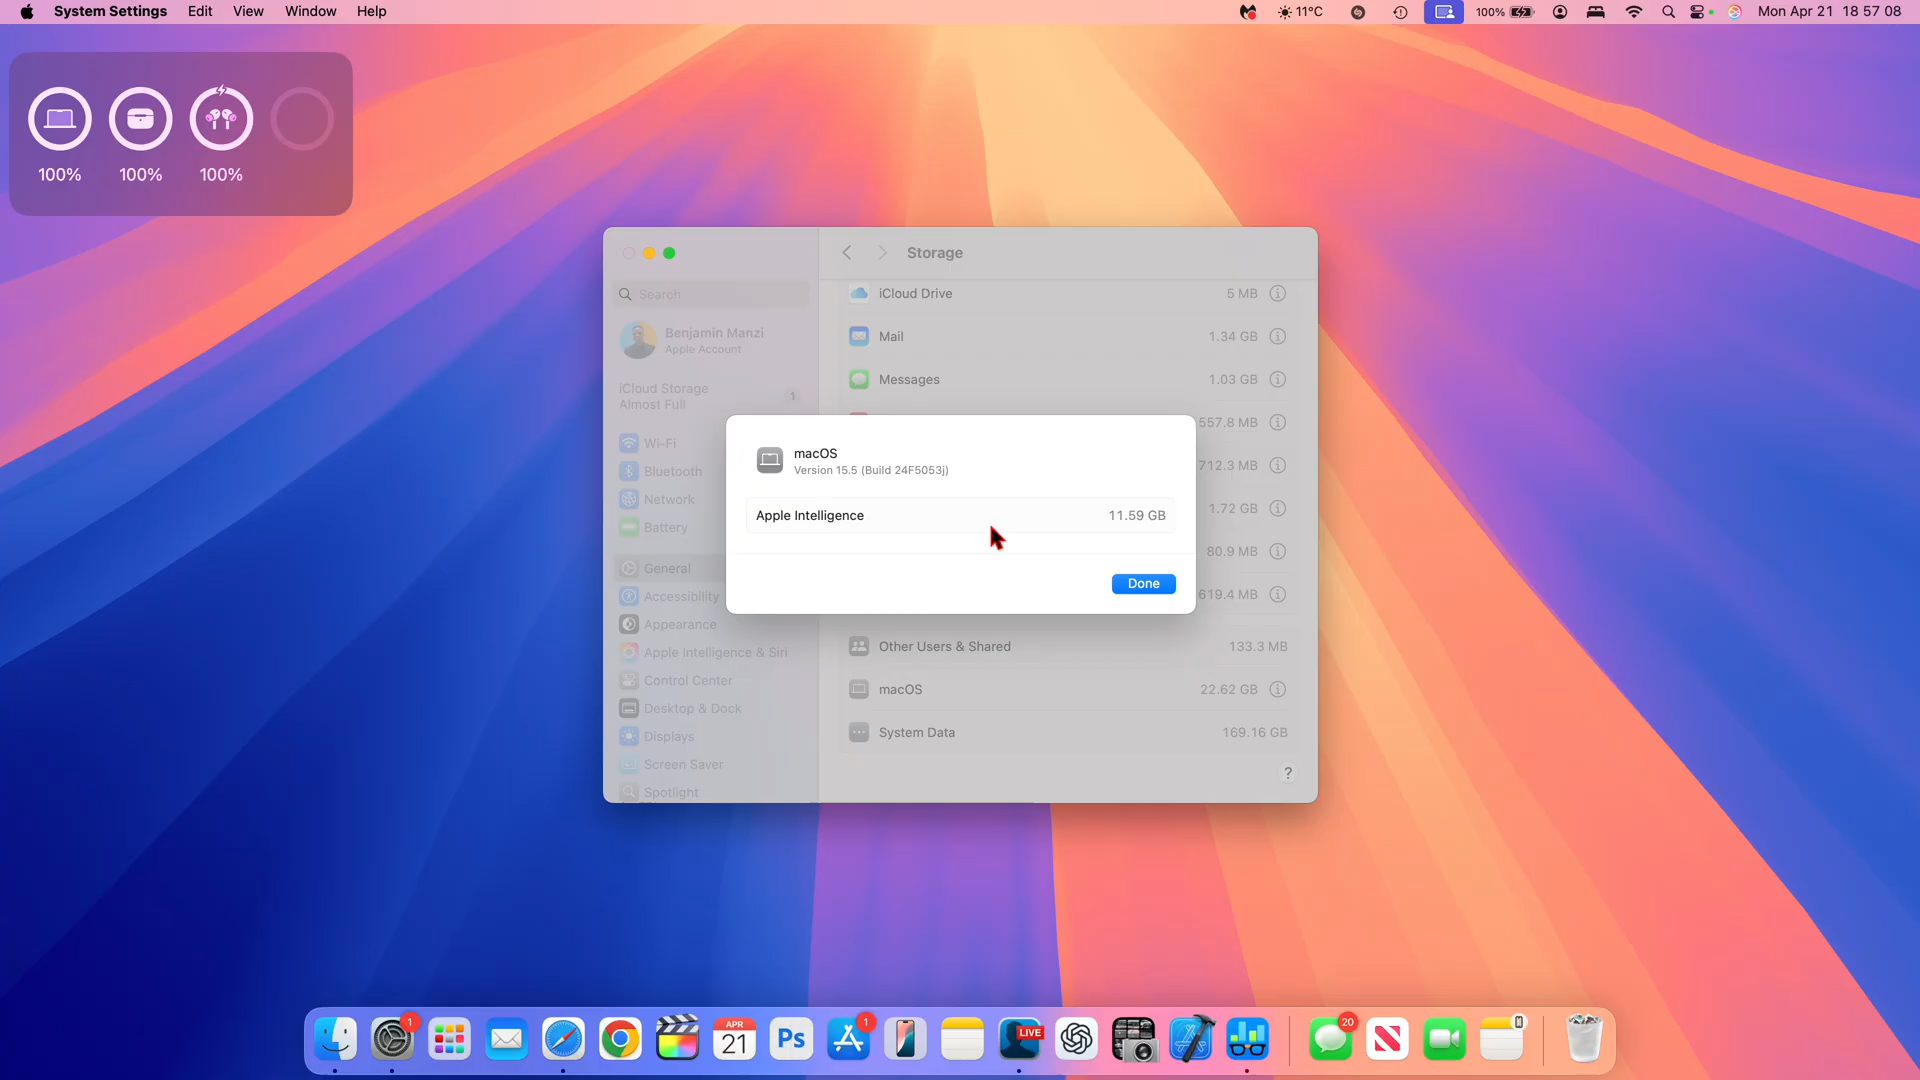 System Settings Edit View Window Help
11°C 100% Mon Apr 21 18 57 08
100% 100% 100%
Storage
Search
Benjamin Manzi
Apple Account
iCloud Storage
Almost Full
1
Wi-Fi
Bluetooth
Network
Battery
General
Accessibility
Appearance
Apple Intelligence & Siri
Control Center
Desktop & Dock
Displays
Screen Saver
Spotlight
iCloud Drive 5 MB
Mail 1.34 GB
Messages 1.03 GB
557.8 MB
712.3 MB
1.72 GB
80.9 MB
619.4 MB
Other Users & Shared 133.3 MB
macOS 22.62 GB
System Data 169.16 GB
?
macOS
Version 15.5 (Build 24F5053j)
Apple Intelligence 11.59 GB
Done
1
APR
21
Ps
1
LIVE
20